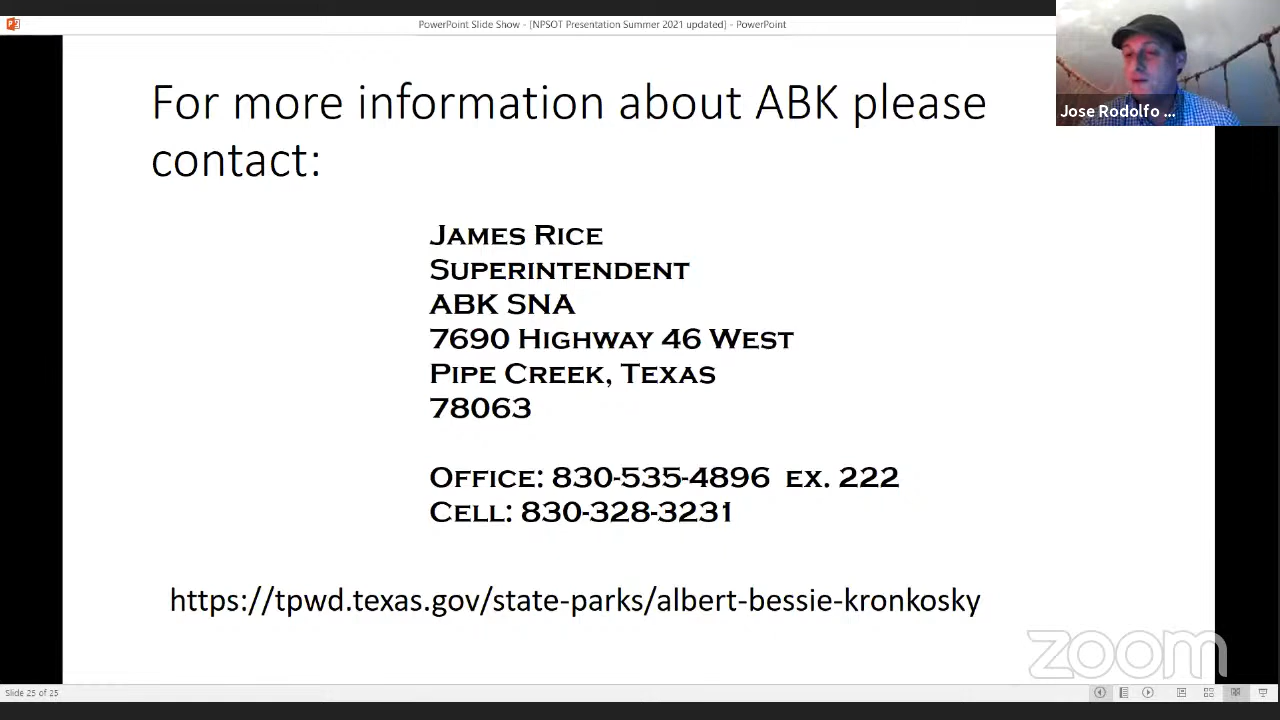 PowerPoint Slide Show - [NPSOT Presentation Summer 2021 updated] - PowerPoint
Jose Rodolfo ...
For more information about ABK please
contact:
James Rice
Superintendent
ABK SNA
7690 Highway 46 West
Pipe Creek, Texas
78063
Office: 830-535-4896 ex. 222
Cell: 830-328-3231
https://tpwd.texas.gov/state-parks/albert-bessie-kronkosky
zoom
Slide 25 of 25